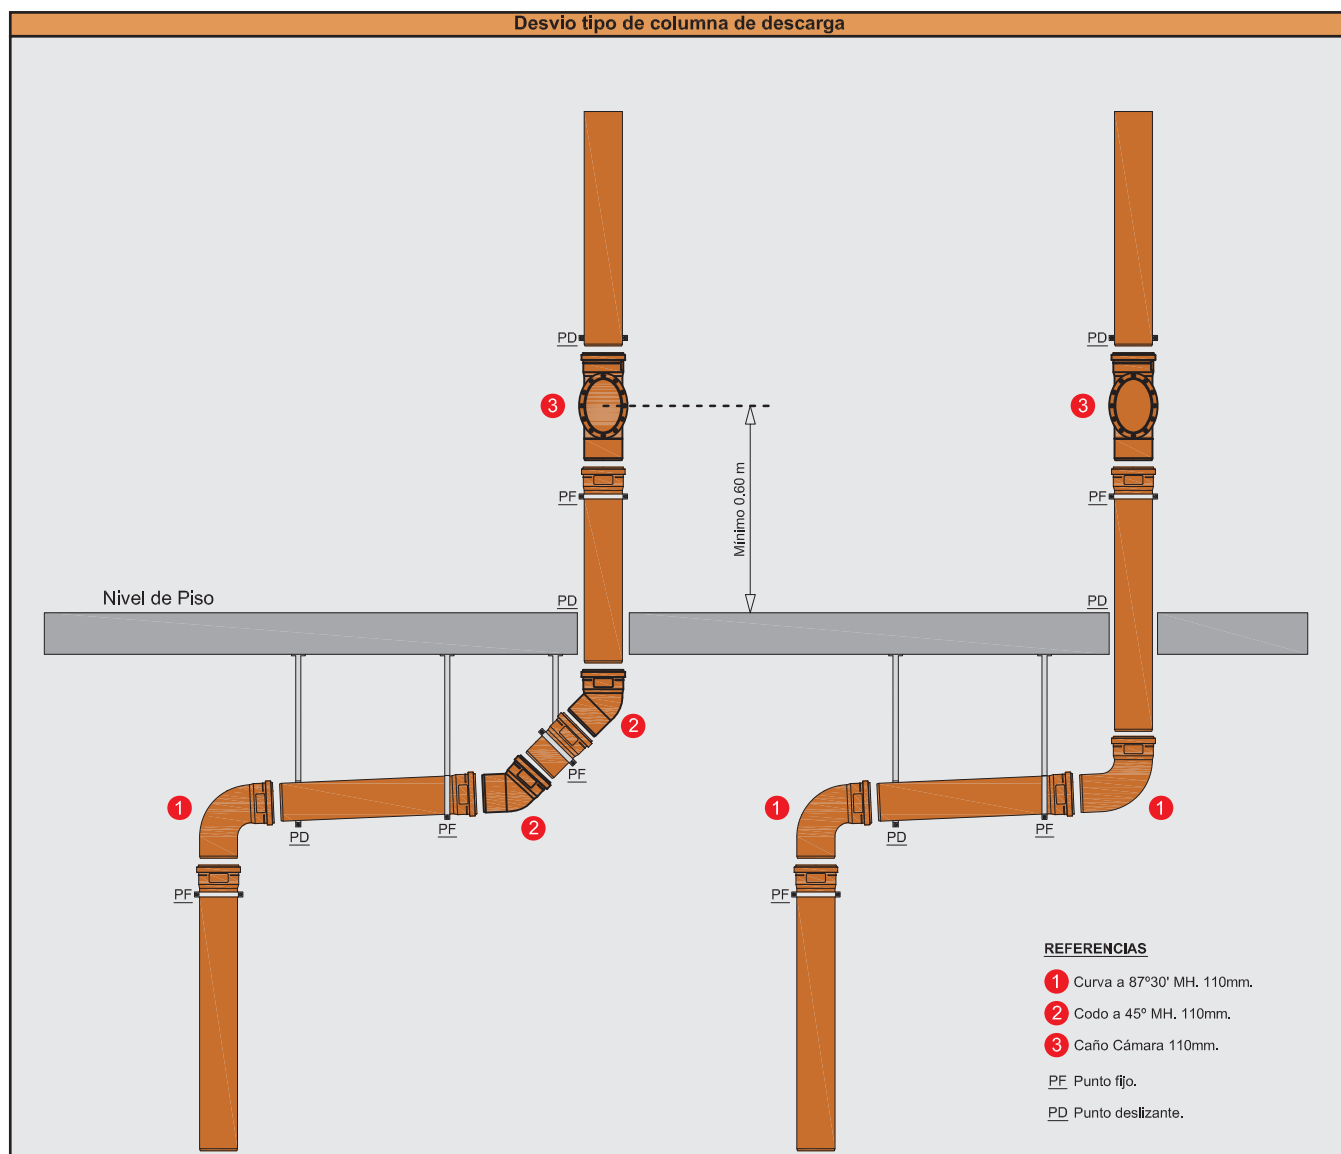 Desvio tipo de columna de descarga
PD
PD
3
3
PF
PF
Mínimo 0.60 m
Nivel de Piso
PD
PD
2
PF
1
2
1
1
PD
PF
PD
PF
PF
PF
REFERENCIAS
1 Curva a 87º30' MH. 110mm.
2 Codo a 45º MH. 110mm.
3 Caño Cámara 110mm.
PF Punto fijo.
PD Punto deslizante.